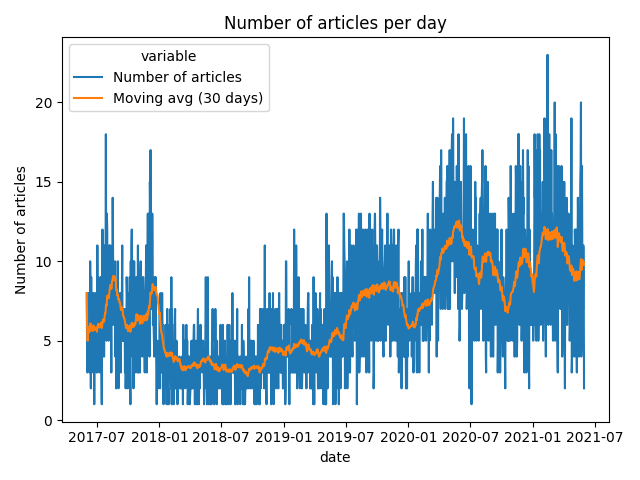 Number of articles per day
variable
Number of articles
Moving avg (30 days)
Number of articles
20
15
10
5
0
2017-07 2018-01 2018-07 2019-01 2019-07 2020-01 2020-07 2021-01 2021-07
date